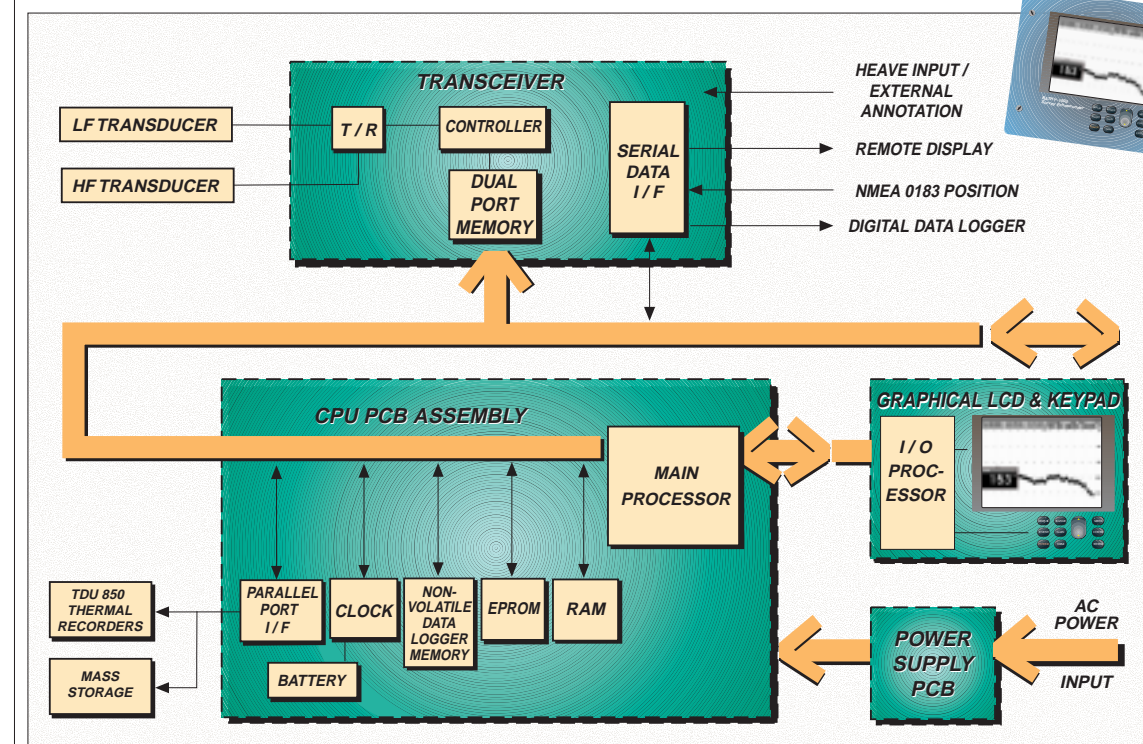 TRANSCEIVER
LF TRANSDUCER
HF TRANSDUCER
T / R
CONTROLLER
DUAL
PORT
MEMORY
SERIAL
DATA
I / F
HEAVE INPUT /
EXTERNAL
ANNOTATION
REMOTE DISPLAY
NMEA 0183 POSITION
DIGITAL DATA LOGGER
CPU PCB ASSEMBLY
MAIN
PROCESSOR
GRAPHICAL LCD & KEYPAD
I / O
PROC-
ESSOR
183
PARALLEL
PORT
I / F
CLOCK
NON-
VOLATILE
DATA
LOGGER
MEMORY
EPROM
RAM
BATTERY
TDU 850
THERMAL
RECORDERS
MASS
STORAGE
POWER
SUPPLY
PCB
AC
POWER
INPUT